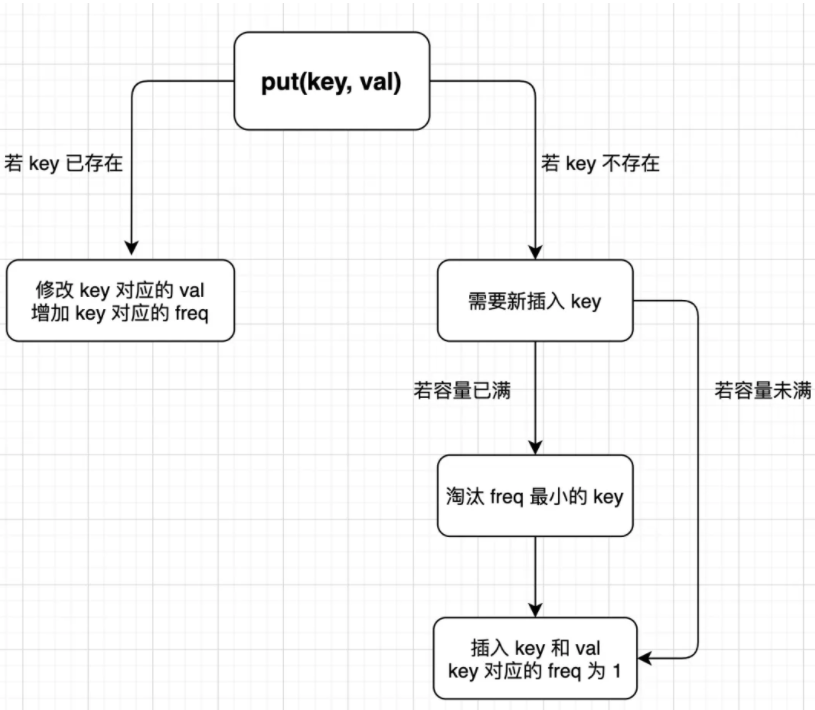 put(key, val)
若 key 已存在
若 key 不存在
修改 key 对应的 val
增加 key 对应的 freq
需要新插入 key
若容量已满
若容量未满
淘汰 freq 最小的 key
插入 key 和 val
key 对应的 freq 为 1